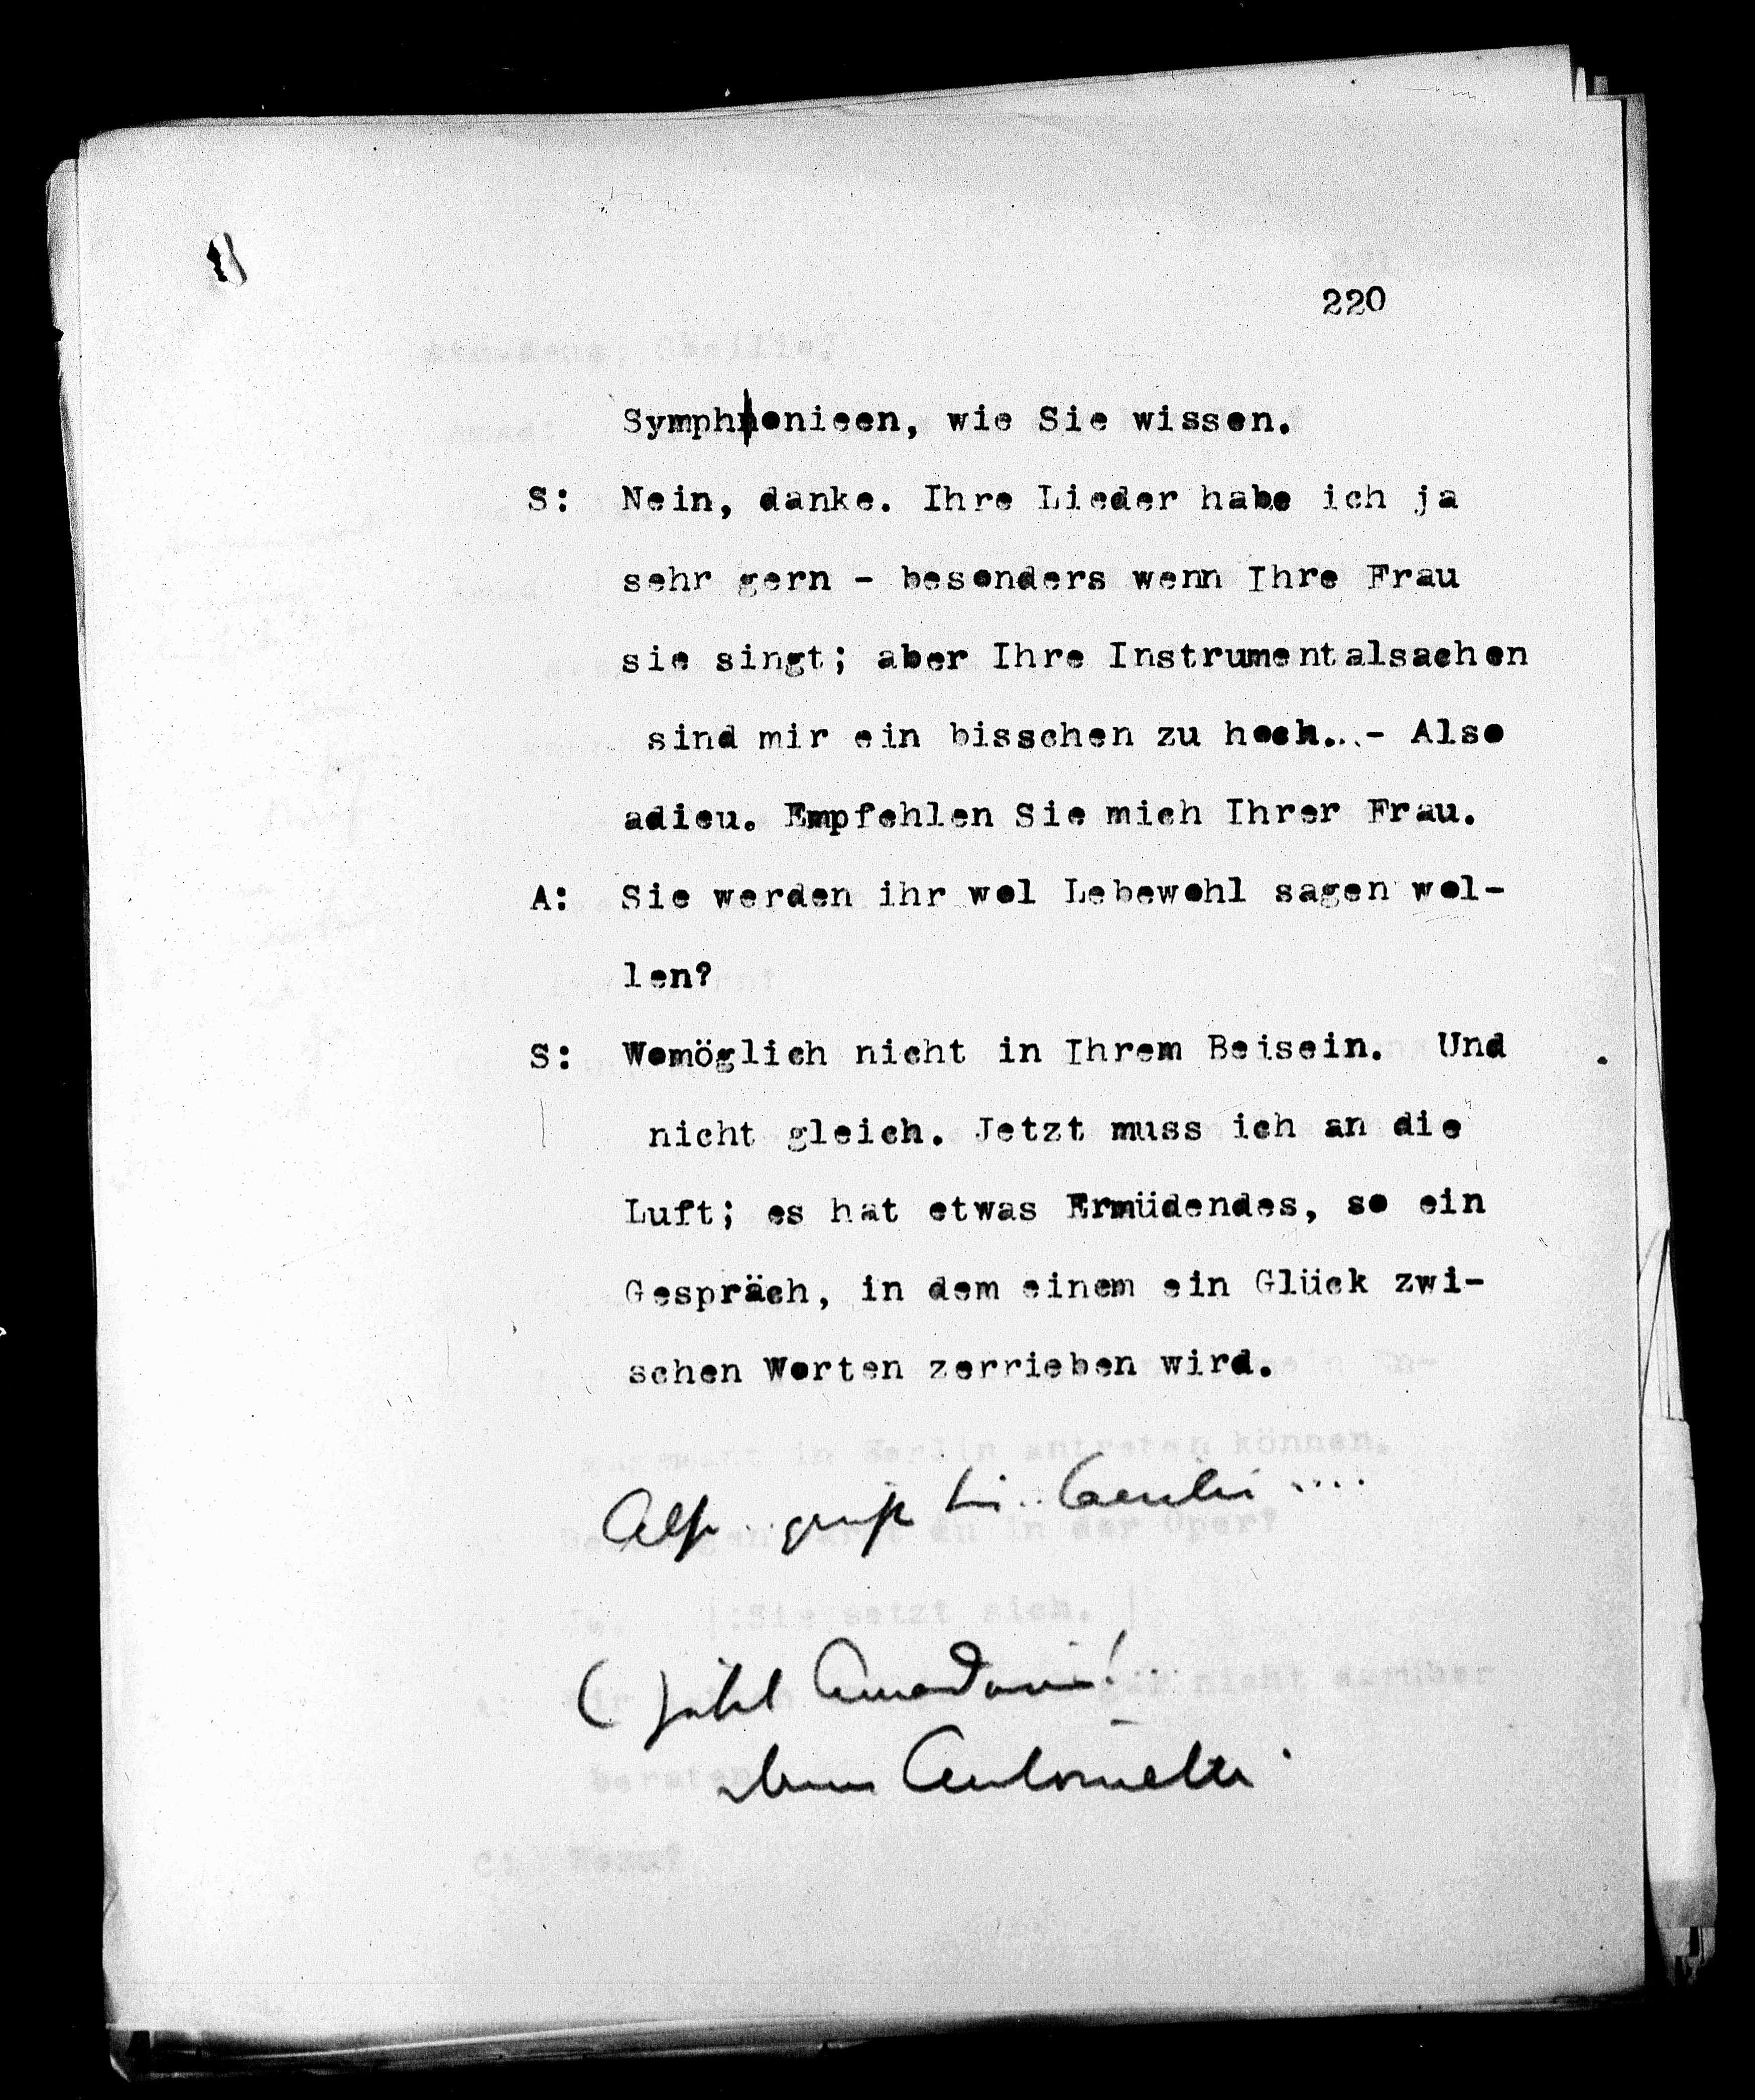 220
Symphonieen, wie Sie wissen.
S: Nein, danke. Ihre Lieder habe ich ja
sehr gern - besonders wenn Ihre Frau
sie singt; aber Ihre Instrumentalsachen
sind mir ein bisschen zu hoch...- Also
adieu. Empfehlen Sie mich Ihrer Frau.
A: Sie werden ihr wol Lebewohl sagen wol-
len?
S: Womöglich nicht in Ihrem Beisein. Und
nicht gleich. Jetzt muss ich an die
Luft; es hat etwas Ermüdendes, so ein
Gespräch, in dem einem ein Glück zwi-
schen Worten zerrieben wird.